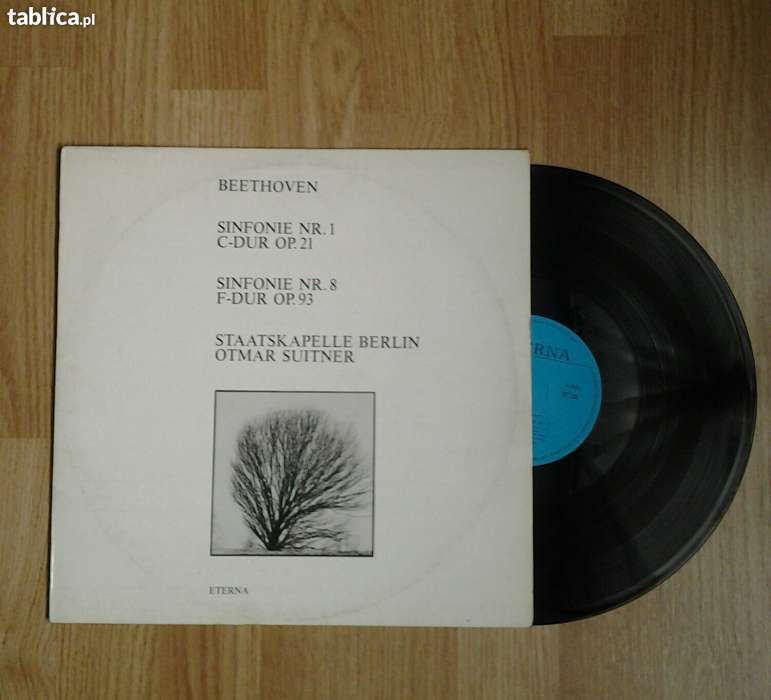 tablica.pl
BEETHOVEN
SINFONIE NR.1
C-DUR OP.21
SINFONIE NR.8
F-DUR OP.93
STAATSKAPELLE BERLIN
OTMAR SUITNER
ETERNA